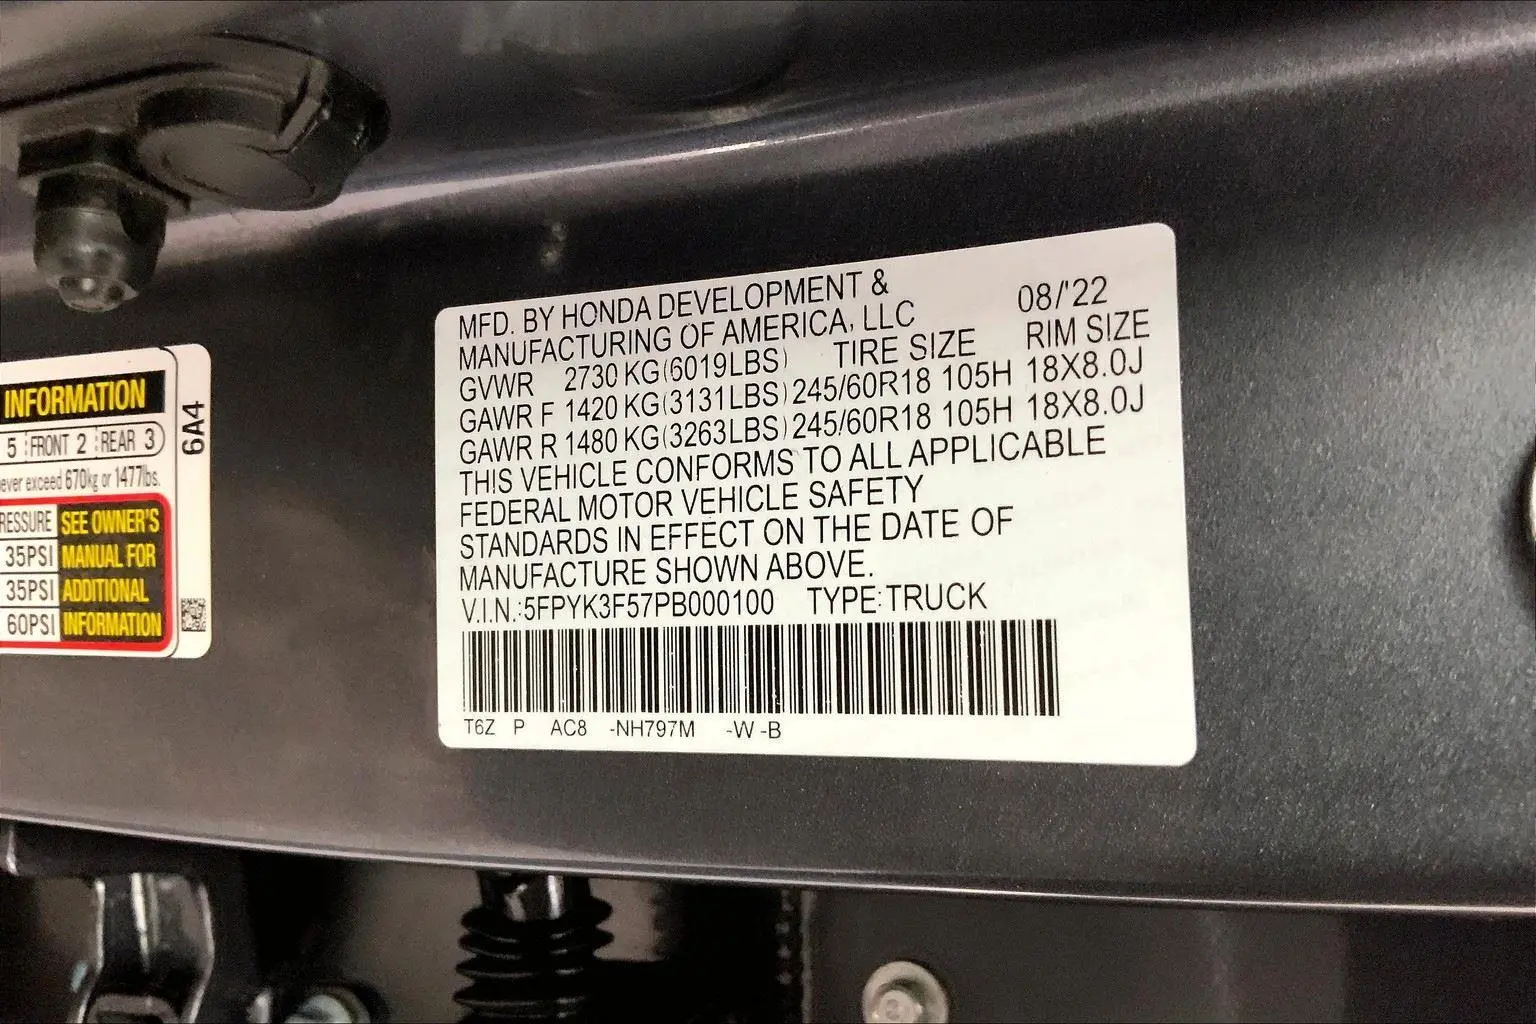 INFORMATION
5 FRONT 2 REAR 3
ever exceed 670kg or 1477lbs.
RESSURE SEE OWNER'S
35PSI MANUAL FOR
35PSI ADDITIONAL
60PSI INFORMATION
6A4
MFD. BY HONDA DEVELOPMENT &
MANUFACTURING OF AMERICA, LLC 08/'22
GVWR 2730 KG(6019LBS) TIRE SIZE RIM SIZE
GAWR F 1420 KG(3131LBS) 245/60R18 105H 18X8.0J
GAWR R 1480 KG(3263LBS) 245/60R18 105H 18X8.0J
THIS VEHICLE CONFORMS TO ALL APPLICABLE
FEDERAL MOTOR VEHICLE SAFETY
STANDARDS IN EFFECT ON THE DATE OF
MANUFACTURE SHOWN ABOVE.
V.I.N.:5FPYK3F57PB000100 TYPE:TRUCK
T6Z P AC8 -NH797M -W -B